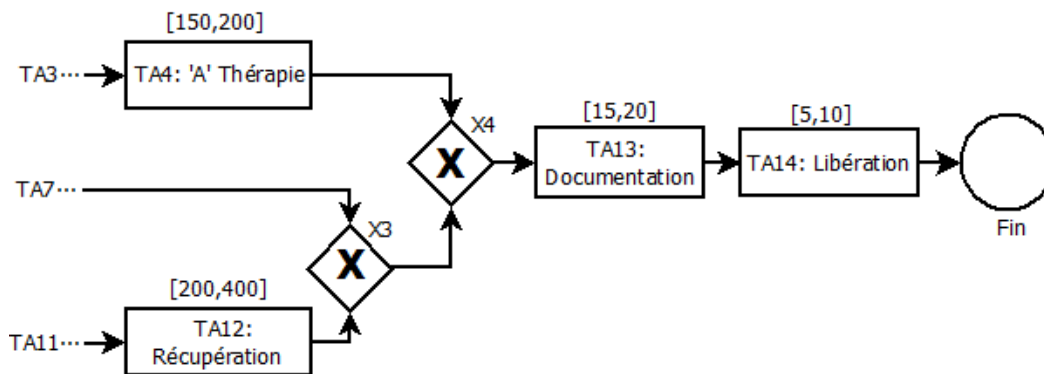 [150,200]
TA3···
TA4: 'A' Thérapie
X4
[15,20]
TA13:
Documentation
[5,10]
TA14: Libération
Fin
TA7···
X3
X
X
[200,400]
TA11···
TA12:
Récupération